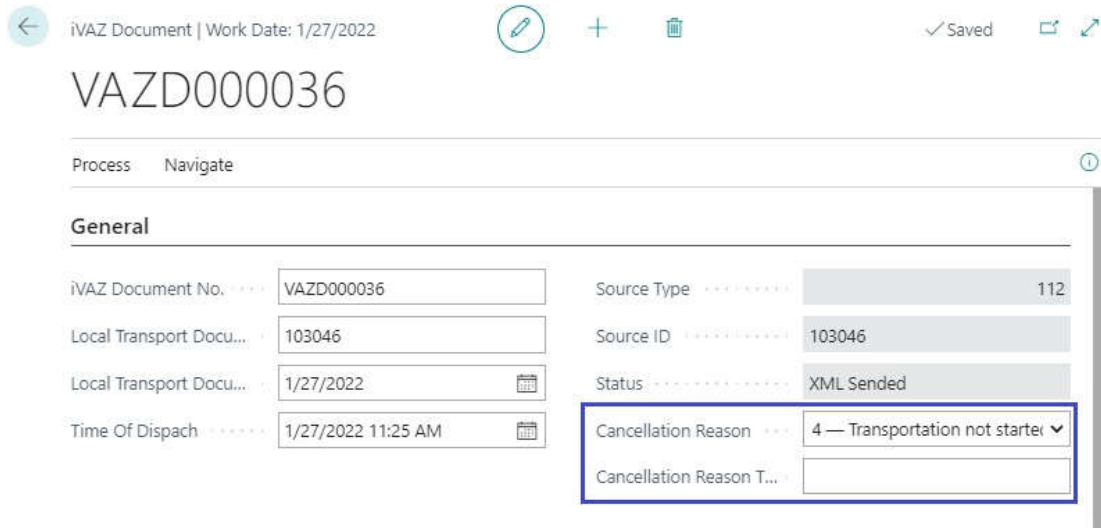 iVAZ Document | Work Date: 1/27/2022
Saved
VAZD000036
Process Navigate
General
iVAZ Document No. VAZD000036
Source Type 112
Local Transport Docu... 103046
Source ID 103046
Local Transport Docu... 1/27/2022
Status XML Sended
Time Of Dispach 1/27/2022 11:25 AM
Cancellation Reason 4 — Transportation not started
Cancellation Reason T...